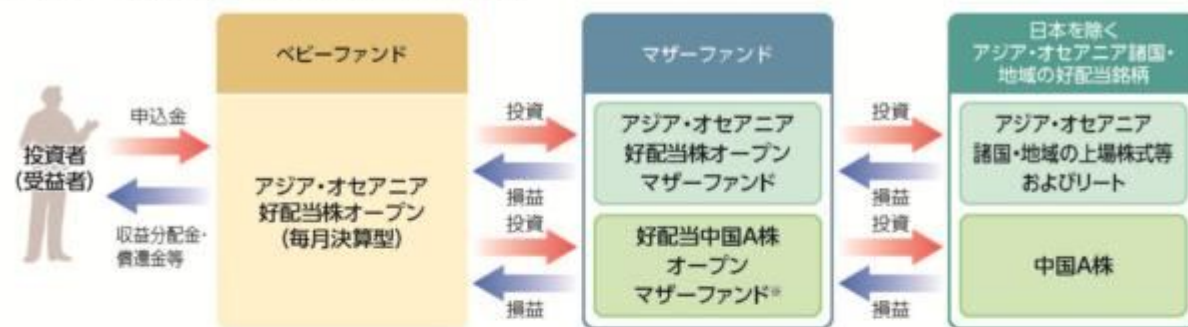 ベビーファンド
マザーファンド
日本を除く
アジア・オセアニア諸国・
地域の好配当銘柄
申込金
投資者
(受益者)
収益分配金・
償還金等
アジア・オセアニア
好配当株オープン
(毎月決算型)
投資
損益
投資
損益
アジア・オセアニア
好配当株オープン
マザーファンド
好配当中国A株
オープン
マザーファンド※
投資
損益
投資
損益
アジア・オセアニア
諸国・地域の上場株式等
およびリート
中国A株